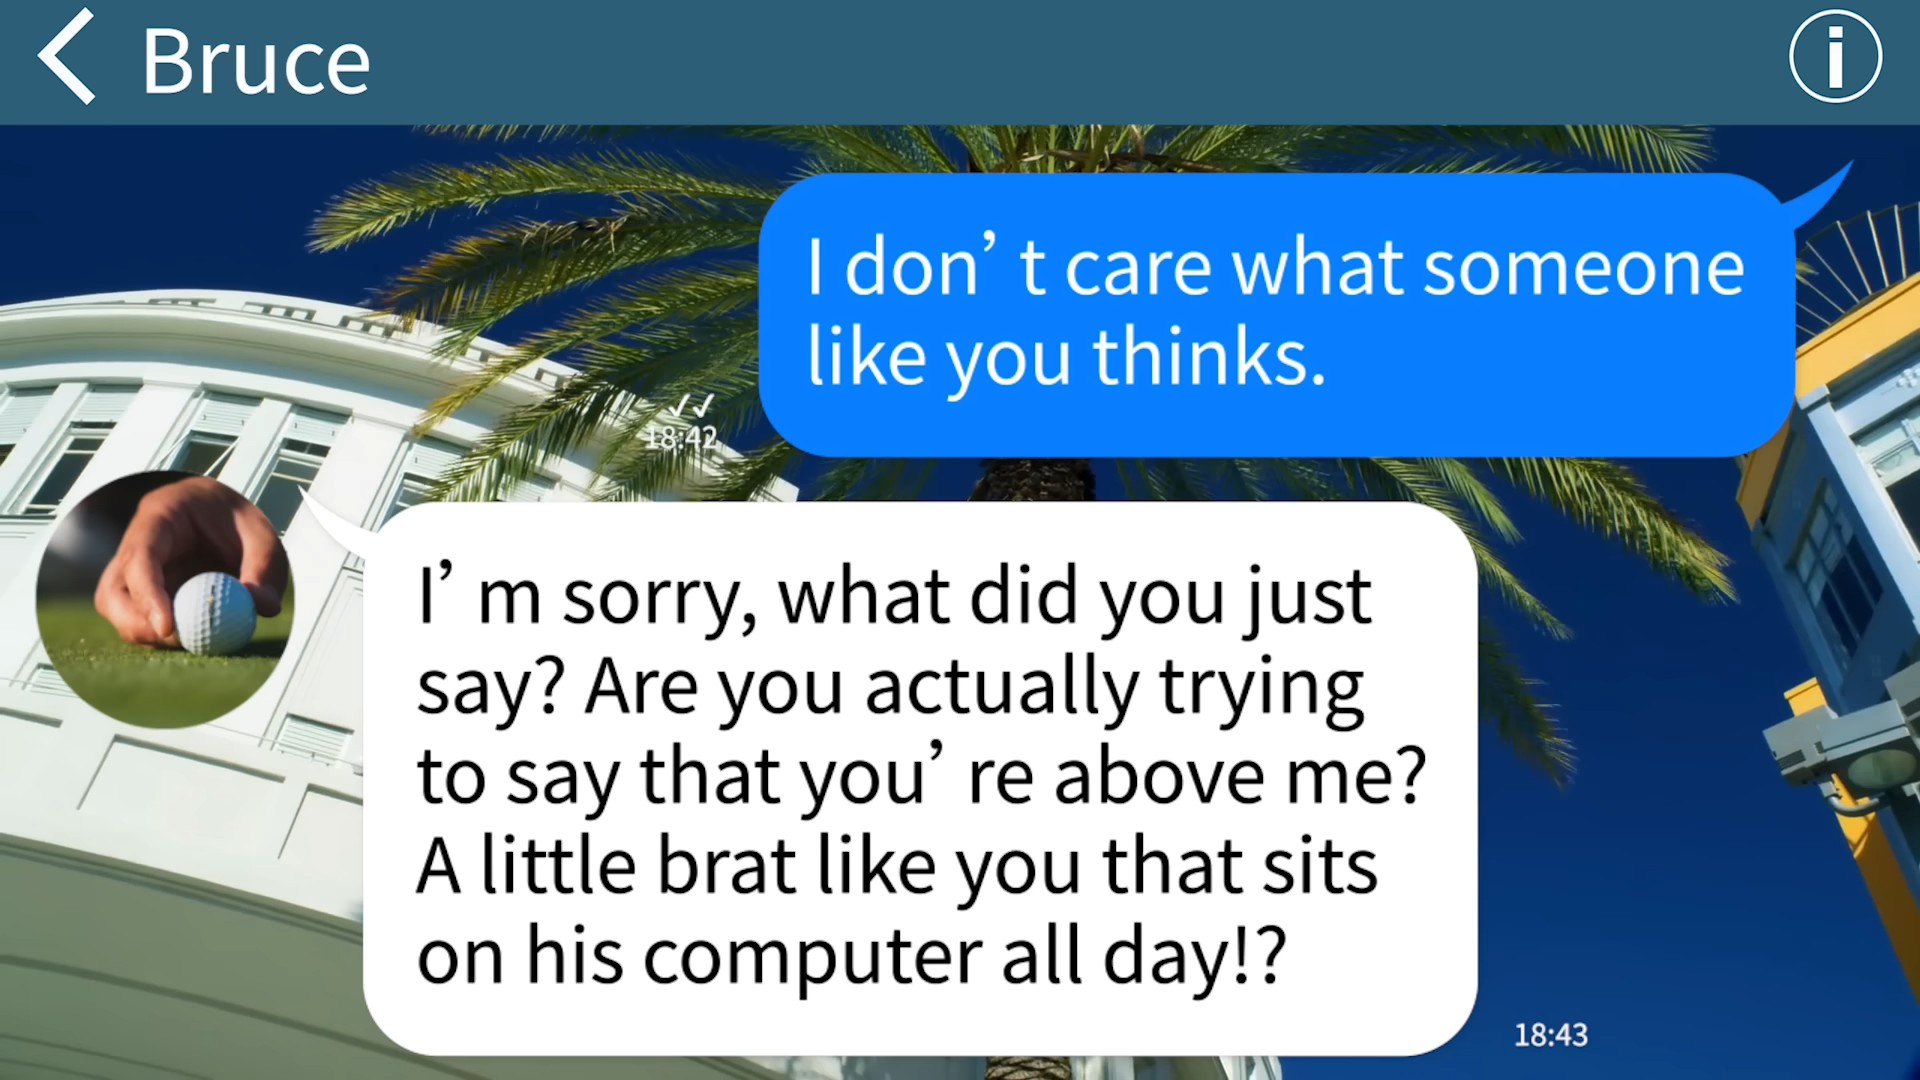 Bruce
I don’t care what someone
like you thinks.
18:42
I’m sorry, what did you just
say? Are you actually trying
to say that you’re above me?
A little brat like you that sits
on his computer all day!?
18:43